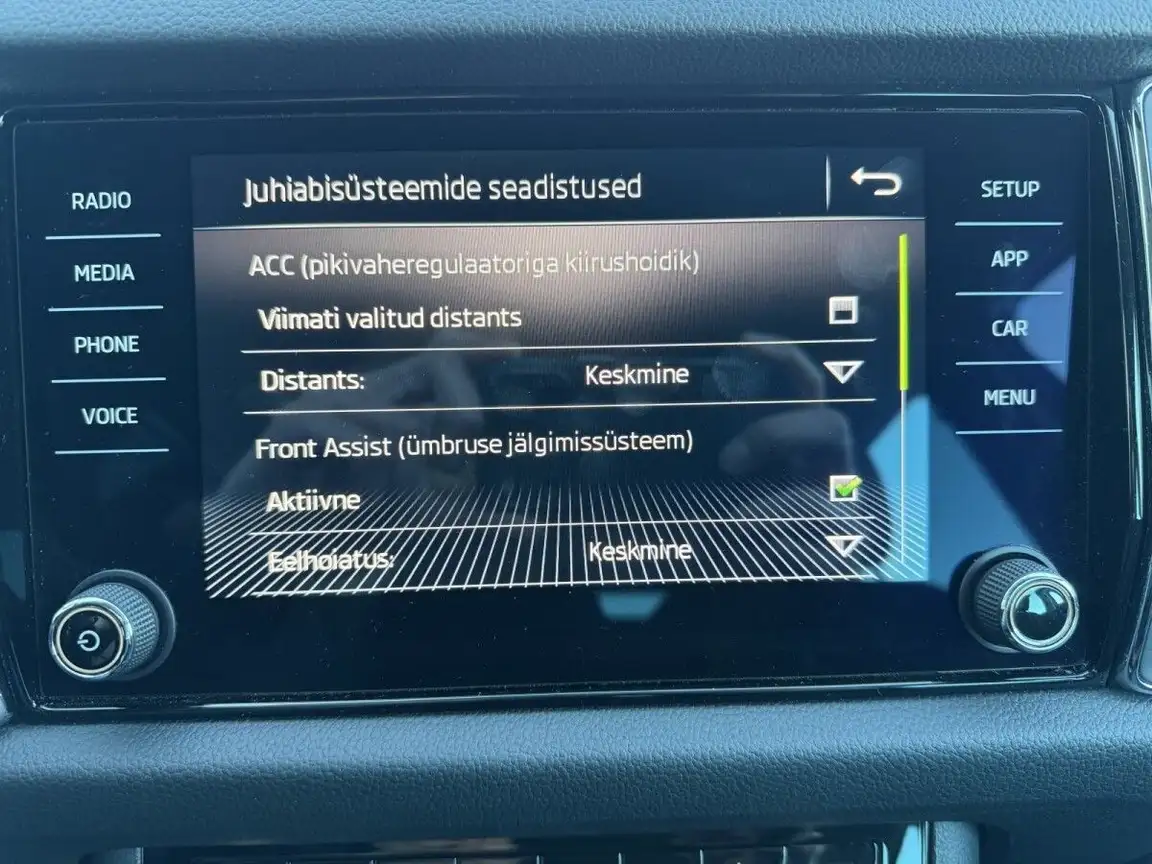 Juhiabisüsteemide seadistused
RADIO
MEDIA
PHONE
VOICE
ACC (pikivaheregulaatoriga kiirushoidik)
Viimati valitud distants
Distants: Keskmine
Front Assist (ümbruse jälgimissüsteem)
Aktiivne
Eelhoiatus: Keskmine
SETUP
APP
CAR
MENU